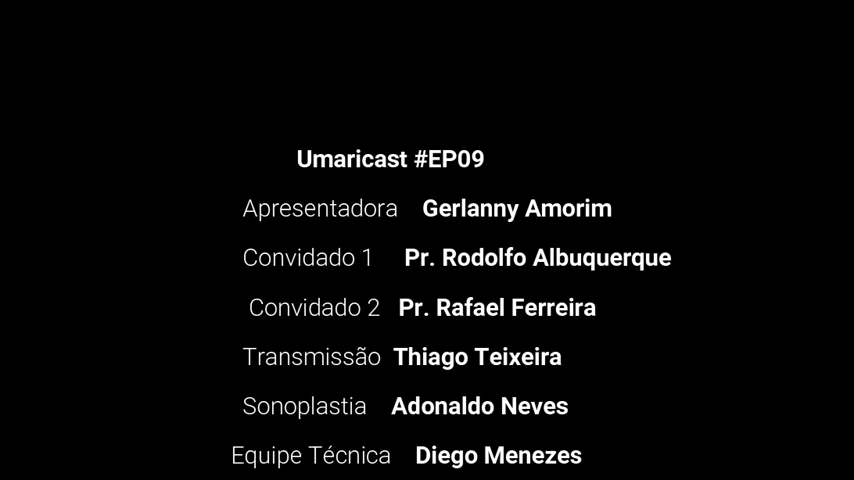 Umaricast #EP09
Apresentadora Gerlanny Amorim
Convidado 1 Pr. Rodolfo Albuquerque
Convidado 2 Pr. Rafael Ferreira
Transmissão Thiago Teixeira
Sonoplastia Adonaldo Neves
Equipe Técnica Diego Menezes